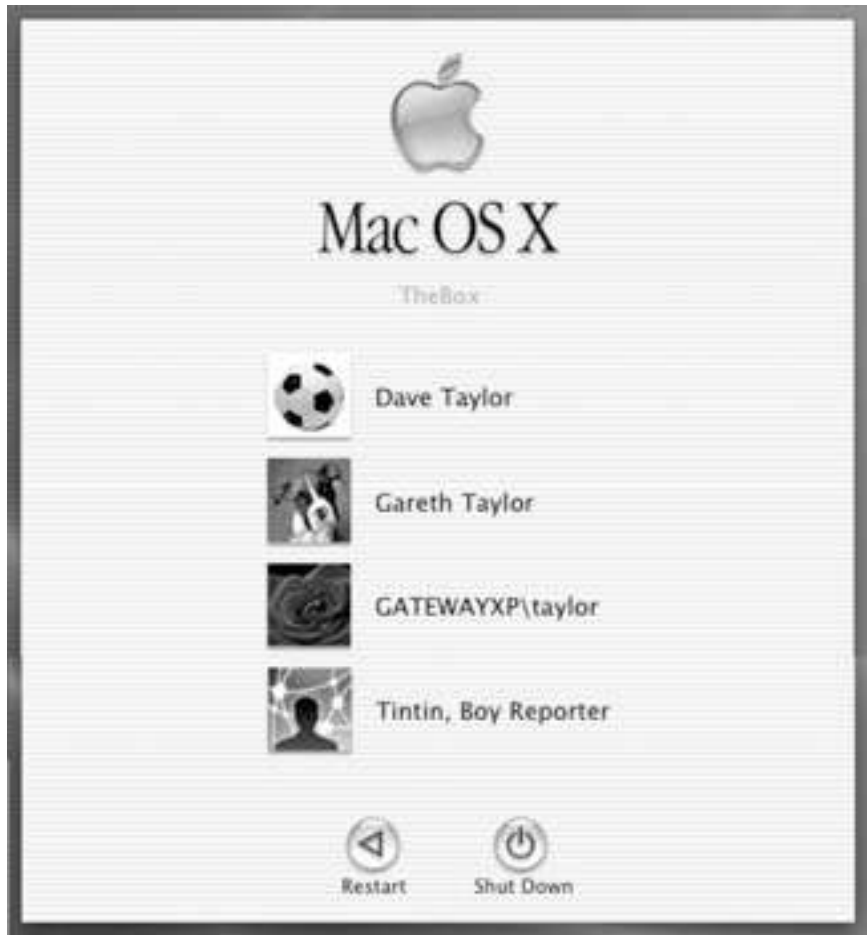 Mac OS X
TheBox
Dave Taylor
Gareth Taylor
GATEWAYXP\taylor
Tintin, Boy Reporter
Restart
Shut Down